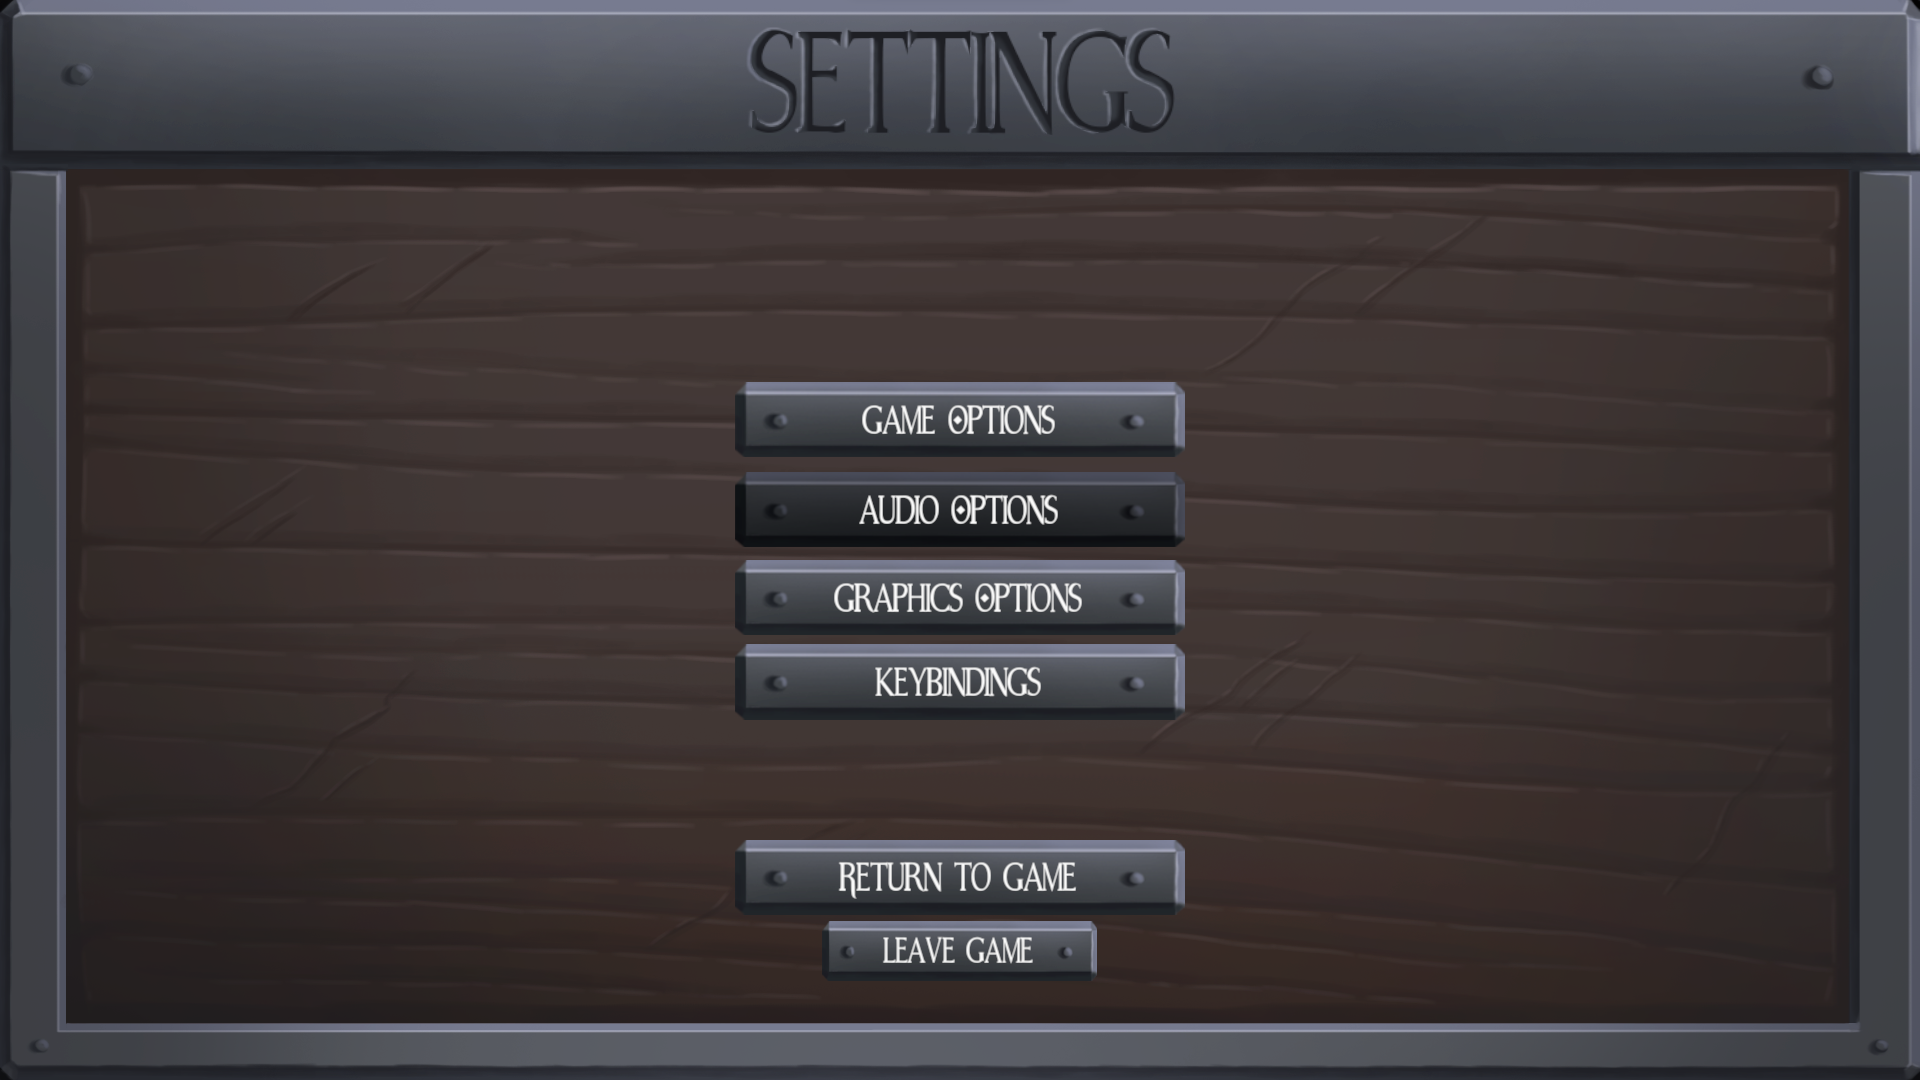 SETTINGS
GAME OPTIONS
AUDIO OPTIONS
GRAPHICS OPTIONS
KEYBINDINGS
RETURN TO GAME
LEAVE GAME